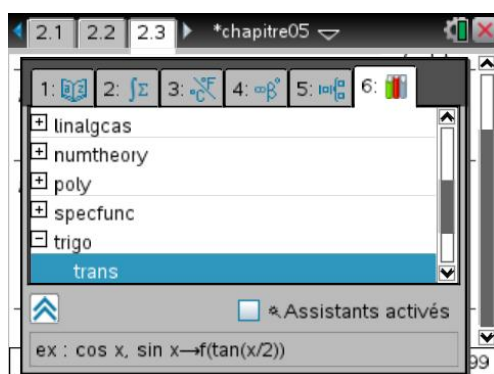 2.1 2.2 2.3 *chapitre05
1: 2: ∫Σ 3: °C°F 4: ∞β° 5: 6:
linalgcas
numtheory
poly
specfunc
trigo
trans
Assistants activés
ex : cos x, sin x→f(tan(x/2))
99